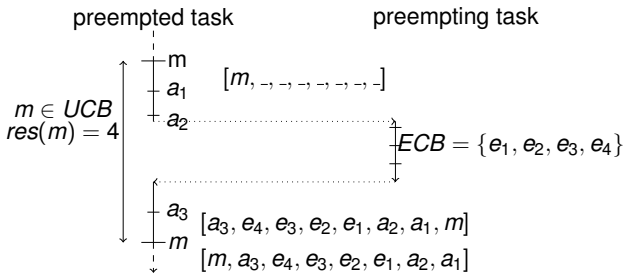 preempted task
preempting task
m
a₁
[m, -, -, -, -, -, -, -]
m ∈ UCB
res(m) = 4
a₂
ECB = {e₁, e₂, e₃, e₄}
a₃
[a₃, e₄, e₃, e₂, e₁, a₂, a₁, m]
m
[m, a₃, e₄, e₃, e₂, e₁, a₂, a₁]